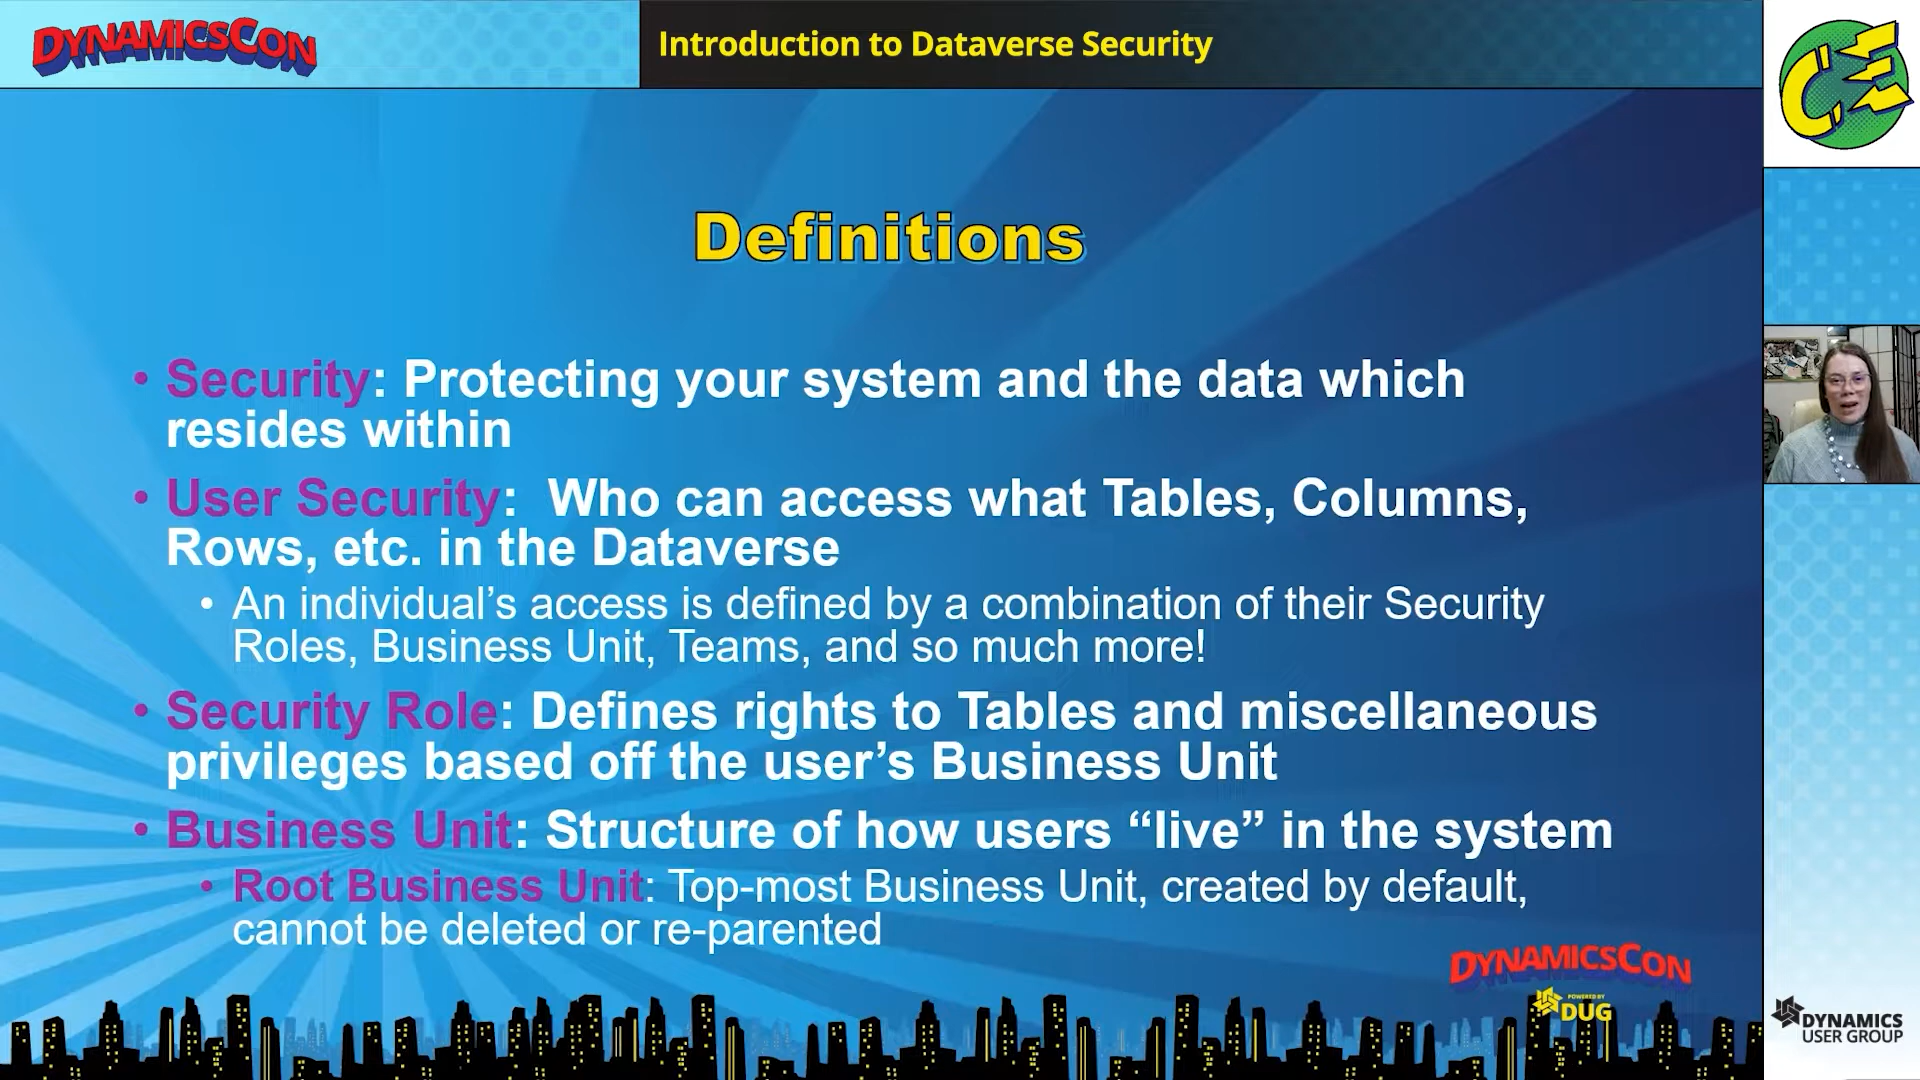 DYNAMICSCON
Introduction to Dataverse Security
CE
Definitions
• Security: Protecting your system and the data which
resides within
• User Security:  Who can access what Tables, Columns,
Rows, etc. in the Dataverse
• An individual’s access is defined by a combination of their Security
Roles, Business Unit, Teams, and so much more!
• Security Role: Defines rights to Tables and miscellaneous
privileges based off the user’s Business Unit
• Business Unit: Structure of how users “live” in the system
• Root Business Unit: Top-most Business Unit, created by default,
cannot be deleted or re-parented
DYNAMICSCON
POWERED BY
DUG
DYNAMICS
USER GROUP